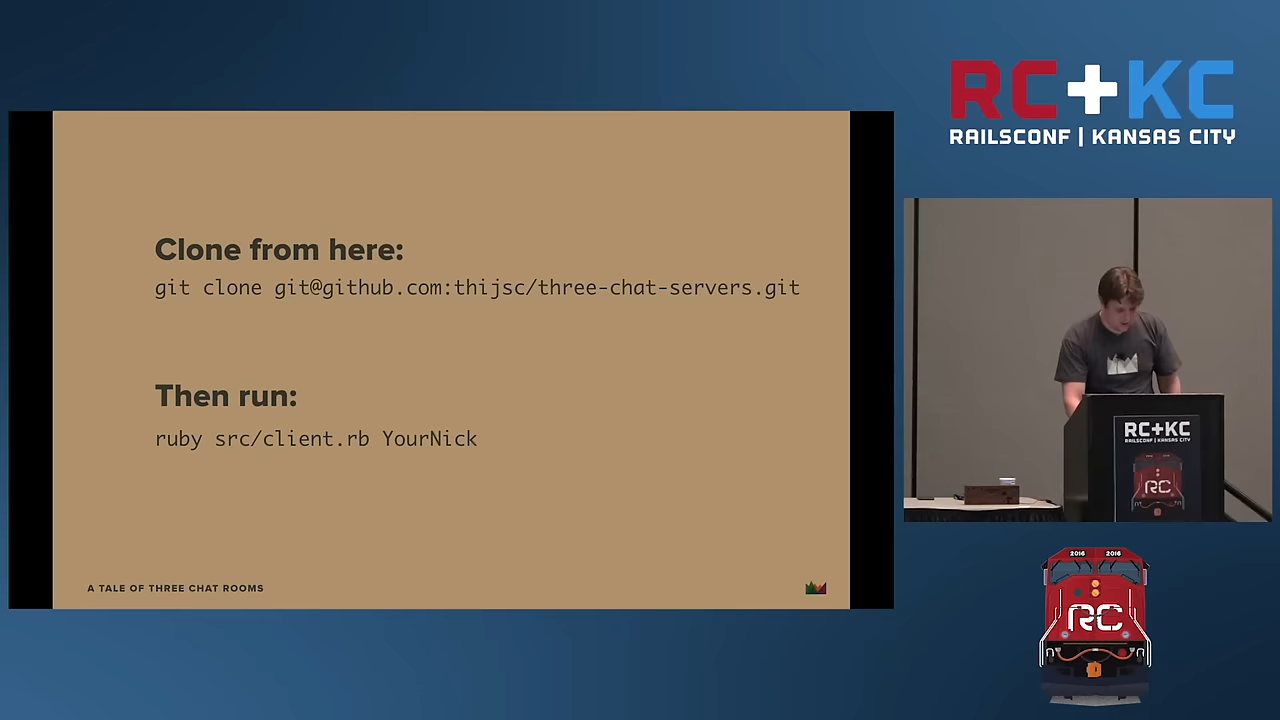 Clone from here:
git clone git@github.com:thijsc/three-chat-servers.git
Then run:
ruby src/client.rb YourNick
A TALE OF THREE CHAT ROOMS
RC+KC
RAILSCONF | KANSAS CITY
RC+KC
RAILSCONF | KANSAS CITY
RC
2016 2016
RC